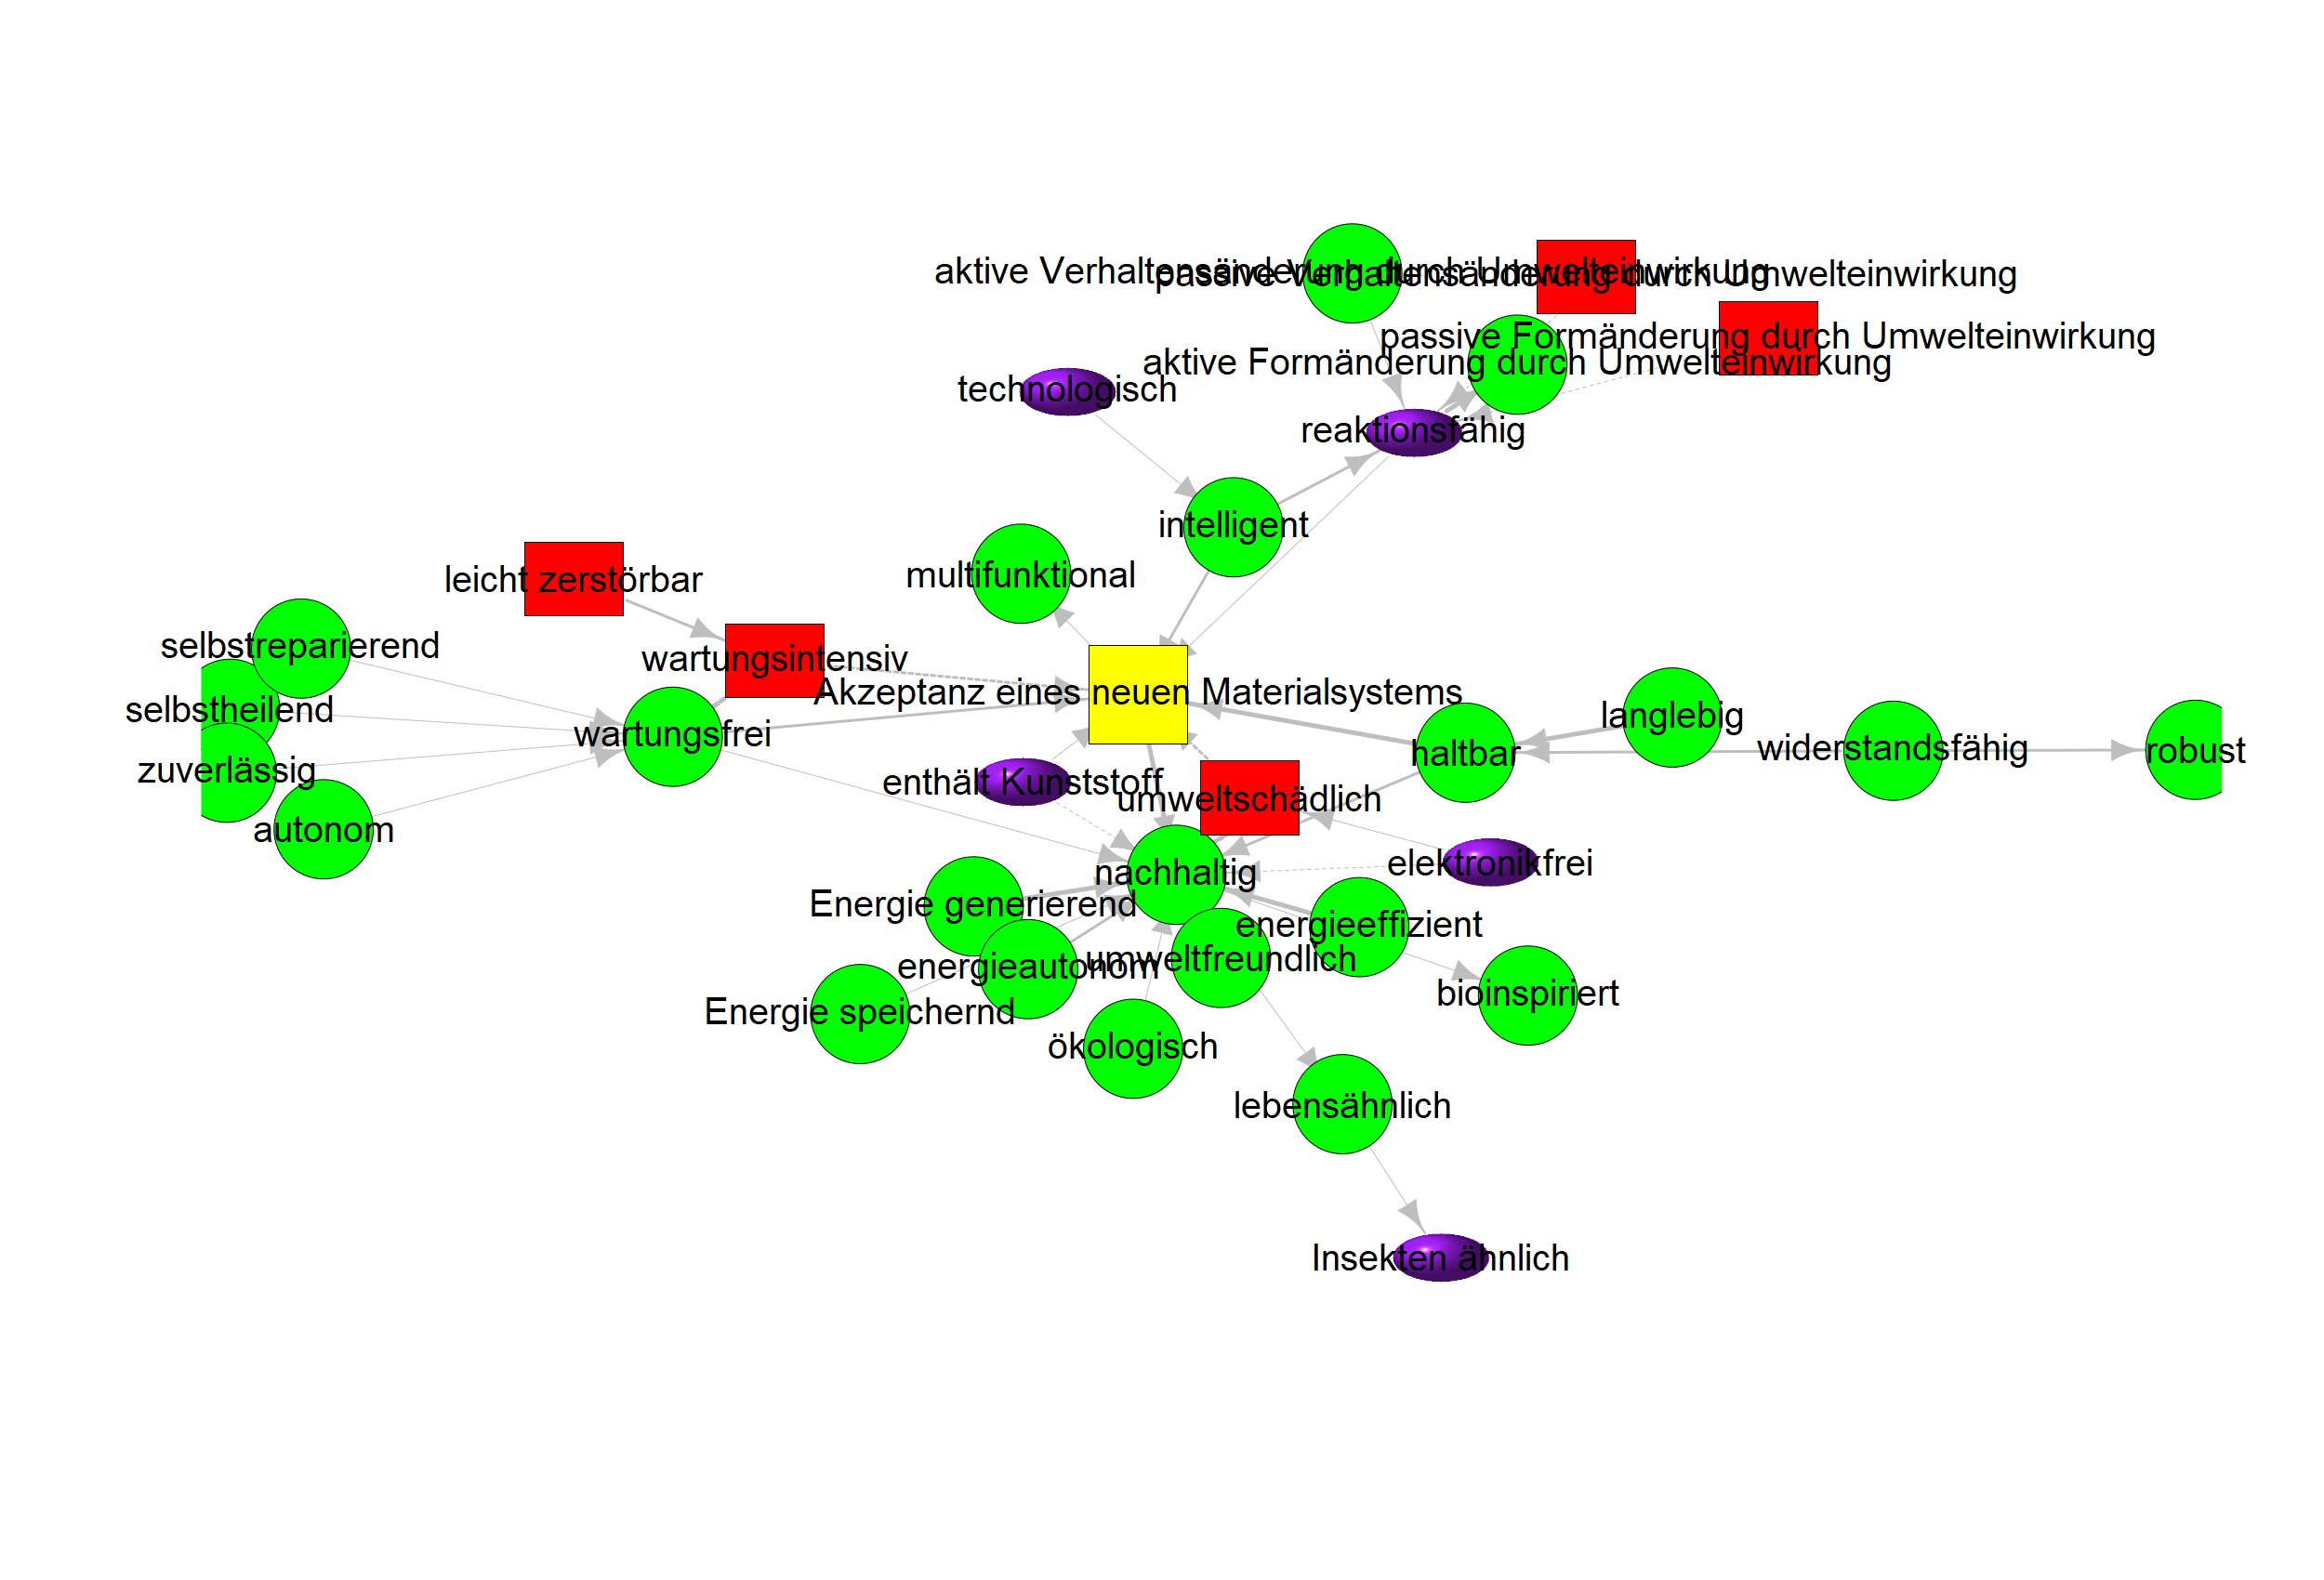 aktive Verhaltensänderung durch Umwelteinwirkung
passive Verhaltensänderung durch Umwelteinwirkung
passive Formänderung durch Umwelteinwirkung
aktive Formänderung durch Umwelteinwirkung
technologisch
reaktionsfähig
intelligent
multifunktional
leicht zerstörbar
selbstreparierend
wartungsintensiv
Akzeptanz eines neuen Materialsystems
selbstheilend
langlebig
wartungsfrei
widerstandsfähig
robust
haltbar
zuverlässig
enthält Kunststoff
umweltschädlich
autonom
elektronikfrei
nachhaltig
Energie generierend
energieeffizient
umweltfreundlich
energieautonom
bioinspiriert
Energie speichernd
ökologisch
lebensähnlich
Insekten ähnlich